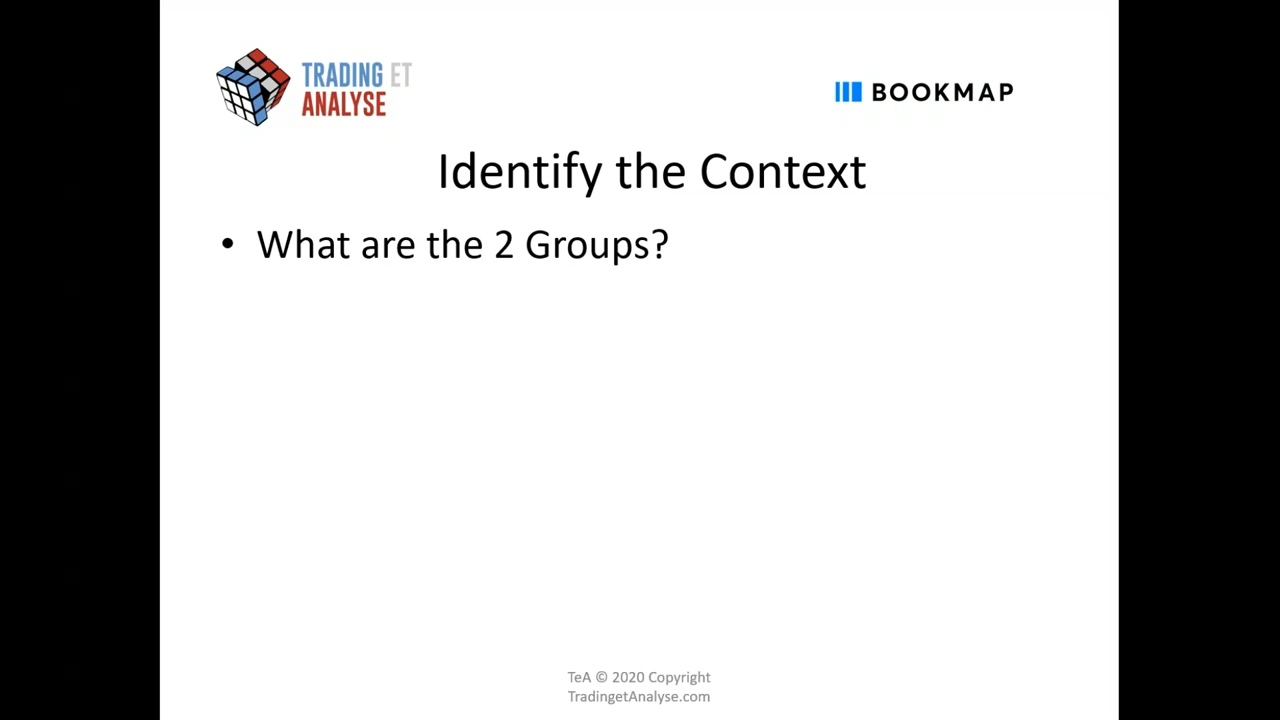 TRADING ET
ANALYSE
BOOKMAP
Identify the Context
• What are the 2 Groups?
TeA © 2020 Copyright
TradingetAnalyse.com